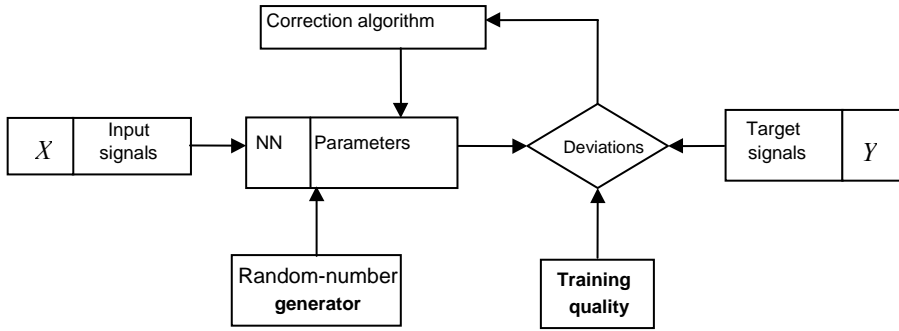 Correction algorithm
X
Input
signals
NN
Parameters
Deviations
Target
signals
Y
Random-number
generator
Training
quality